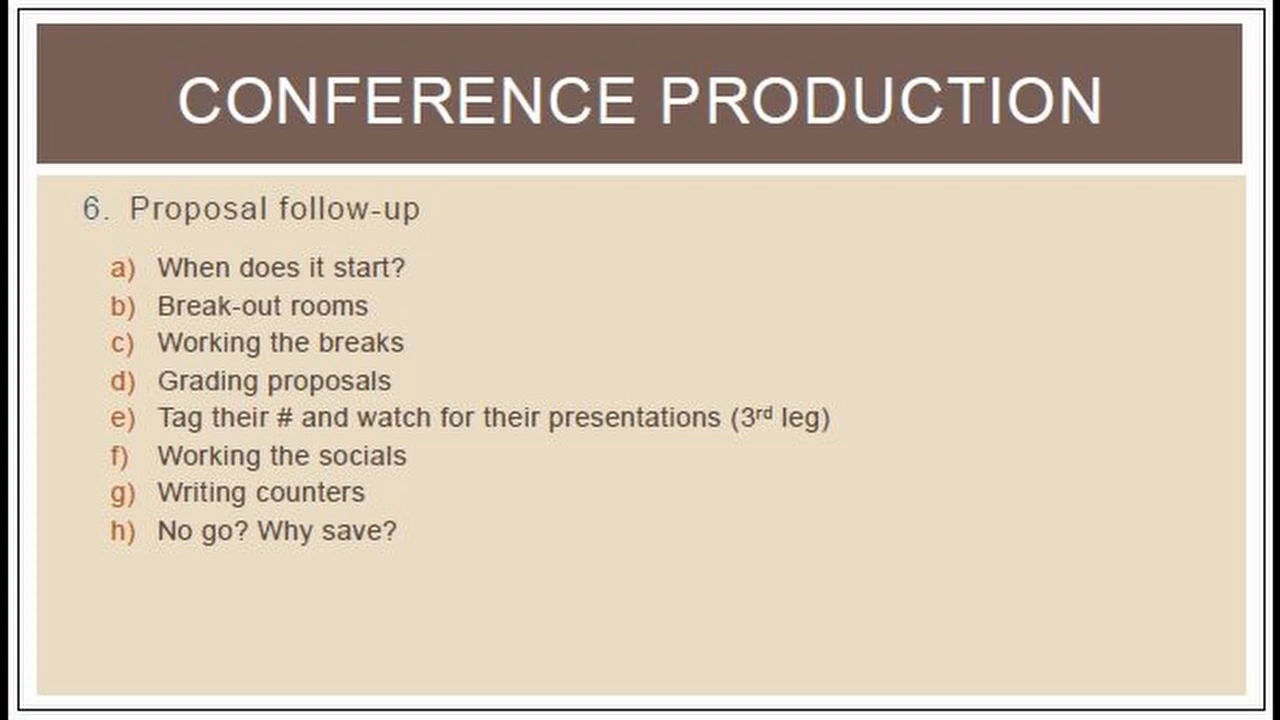 CONFERENCE PRODUCTION
6. Proposal follow-up
a) When does it start?
b) Break-out rooms
c) Working the breaks
d) Grading proposals
e) Tag their # and watch for their presentations (3rd leg)
f) Working the socials
g) Writing counters
h) No go? Why save?